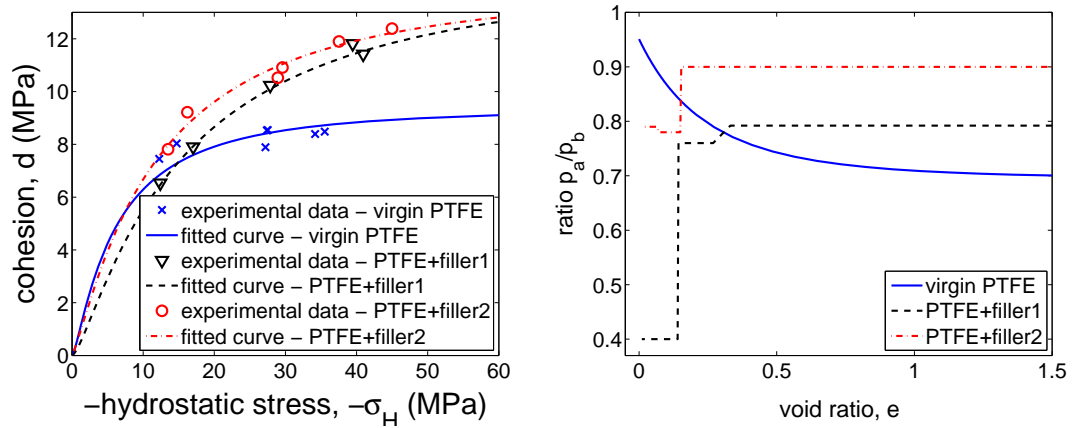 cohesion, d (MPa)
12
10
8
6
4
2
0
0 10 20 30 40 50 60
−hydrostatic stress, −σ_H (MPa)
experimental data − virgin PTFE
fitted curve − virgin PTFE
experimental data − PTFE+filler1
fitted curve − PTFE+filler1
experimental data − PTFE+filler2
fitted curve − PTFE+filler2
ratio p_a/p_b
1
0.9
0.8
0.7
0.6
0.5
0.4
0 0.5 1 1.5
void ratio, e
virgin PTFE
PTFE+filler1
PTFE+filler2